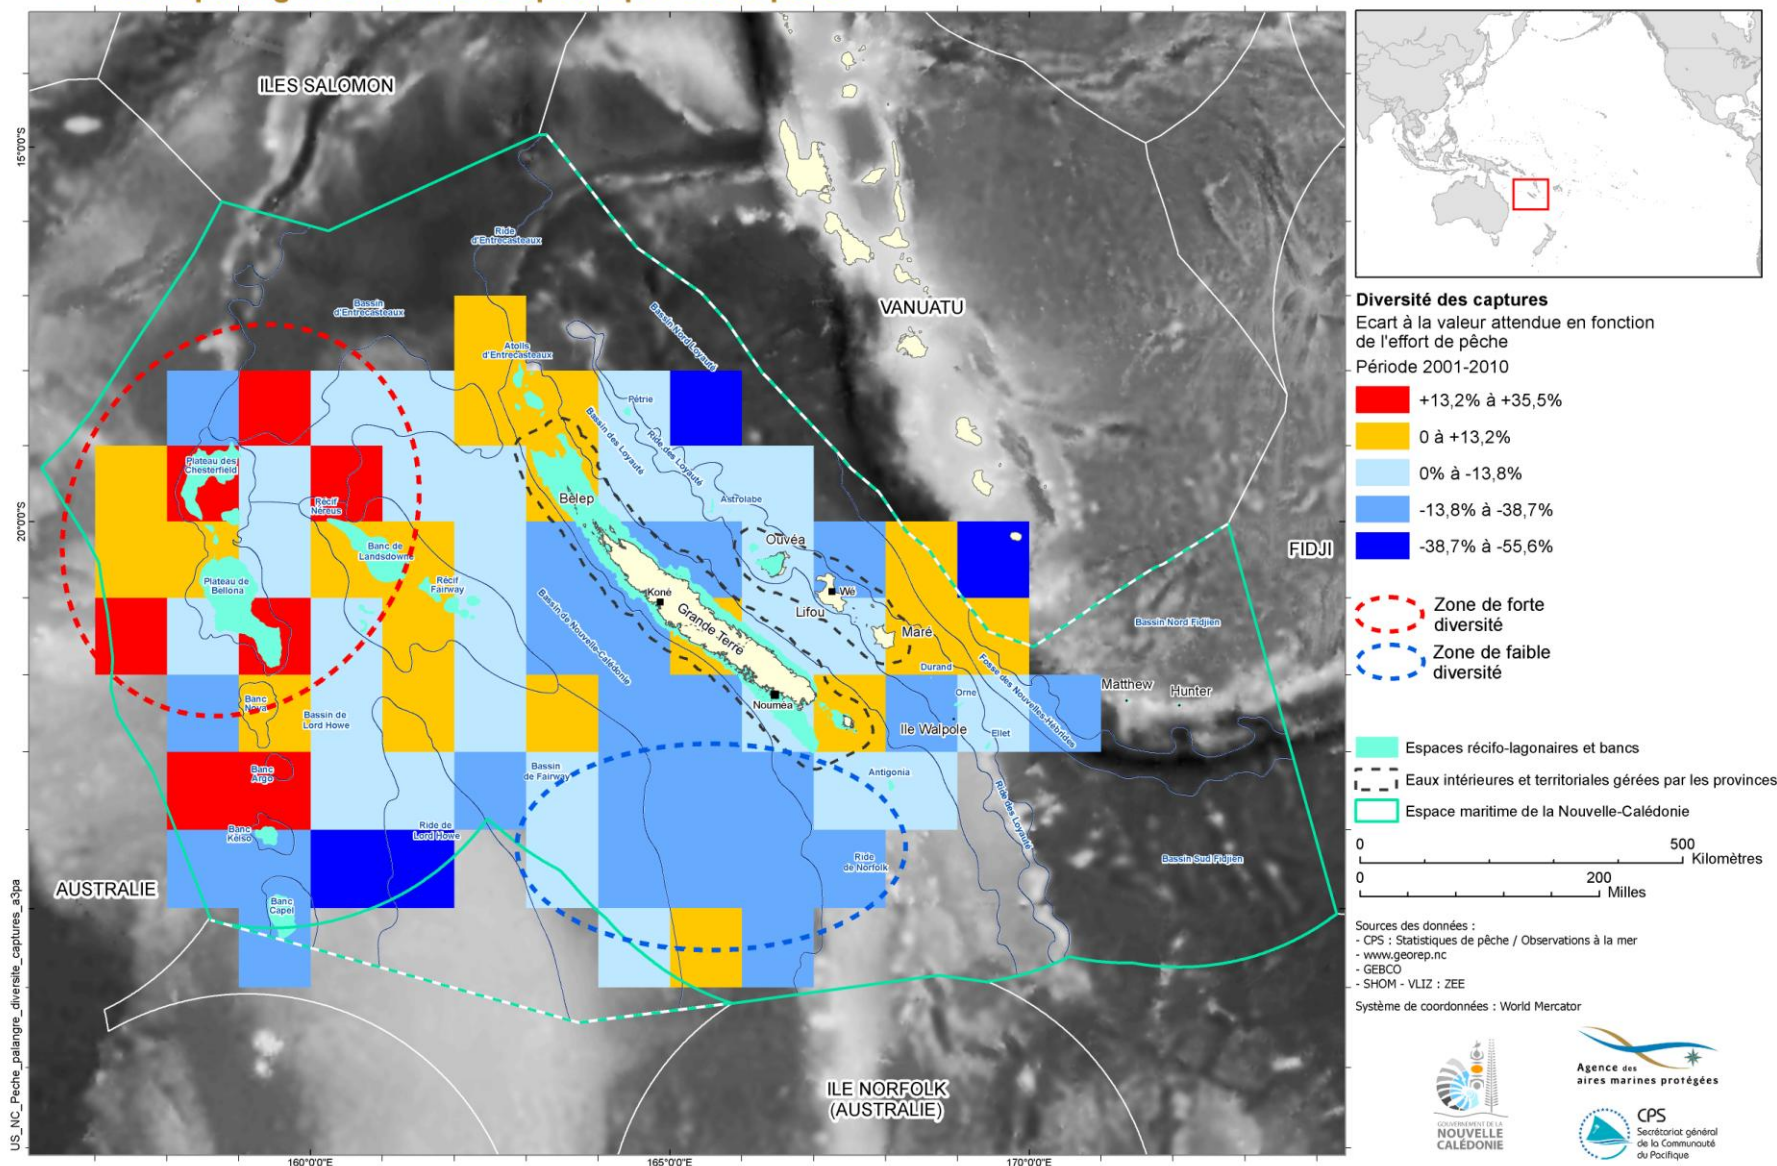 ILES SALOMON
VANUATU
FIDJI
AUSTRALIE
ILE NORFOLK
(AUSTRALIE)
15°0'0"S
20°0'0"S
160°0'0"E
165°0'0"E
170°0'0"E
Ride
d'Entrecasteaux
Bassin
d'Entrecasteaux
Bassin Nord Loyauté
Atolls
d'Entrecasteaux
Pétrie
Bassin des Loyauté
Ride des Loyauté
Plateau des
Chesterfield
Récif
Néréus
Bélep
Astrolabe
Banc de
Landsdowne
Ouvéa
Plateau de
Bellona
Récif
Fairway
Koné
Wé
Lifou
Grande Terre
Bassin de Nouvelle-Calédonie
Maré
Bassin Nord Fidjien
Durand
Fosse des Nouvelles-Hébrides
Matthew
Hunter
Banc
Nova
Bassin de
Lord Howe
Nouméa
Orne
Ile Walpole
Ellet
Banc
Argo
Bassin
de Fairway
Antigonia
Ride des Loyauté
Banc
Kelso
Ride de
Lord Howe
Ride
de Norfolk
Bassin Sud Fidjien
Banc
Capel
US_NC_Peche_palangre_diversite_captures_a3pa
Diversité des captures
Ecart à la valeur attendue en fonction
de l'effort de pêche
Période 2001-2010
+13,2% à +35,5%
0 à +13,2%
0% à -13,8%
-13,8% à -38,7%
-38,7% à -55,6%
Zone de forte
diversité
Zone de faible
diversité
Espaces récifo-lagonaires et bancs
Eaux intérieures et territoriales gérées par les provinces
Espace maritime de la Nouvelle-Calédonie
0 500
Kilomètres
0 200
Milles
Sources des données :
- CPS : Statistiques de pêche / Observations à la mer
- www.georep.nc
- GEBCO
- SHOM - VLIZ : ZEE
Système de coordonnées : World Mercator
GOUVERNEMENT DE LA
NOUVELLE
CALÉDONIE
Agence des
aires marines protégées
CPS
Secrétariat général
de la Communauté
du Pacifique